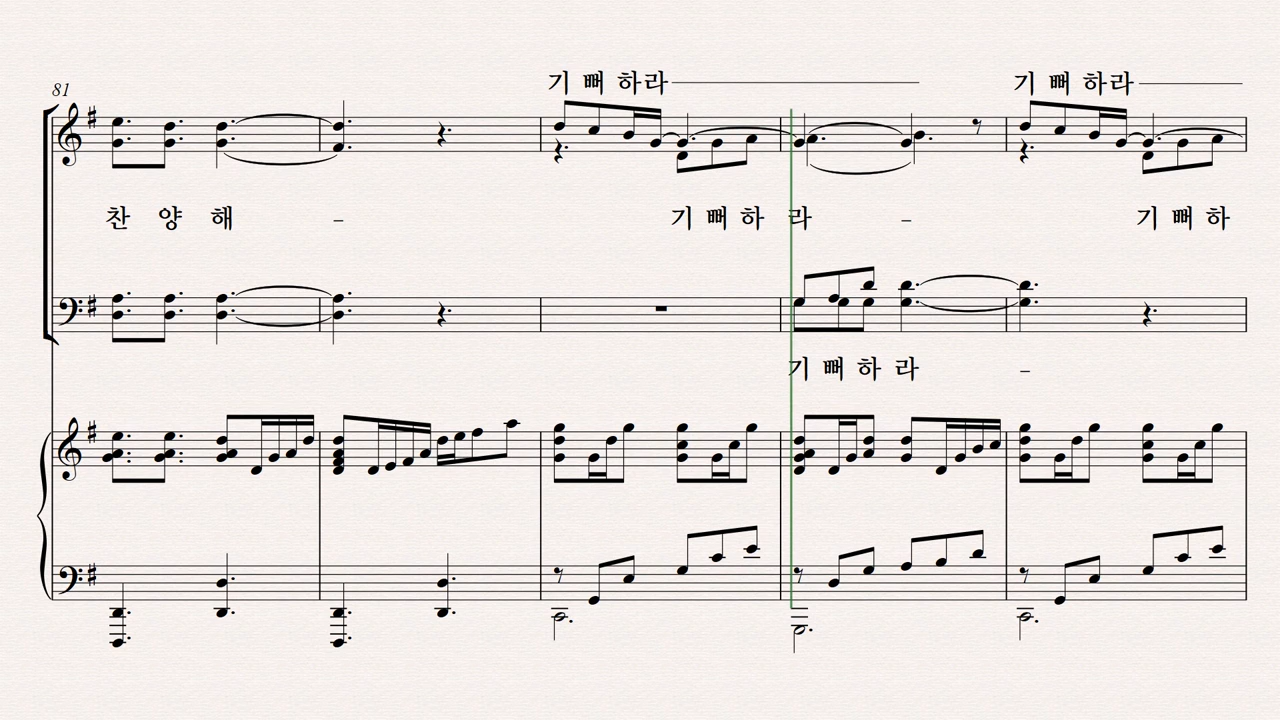 81
기 뻐 하라 기 뻐 하라
찬 양 해 - 기 뻐 하 라 - 기 뻐 하
기 뻐 하 라 -